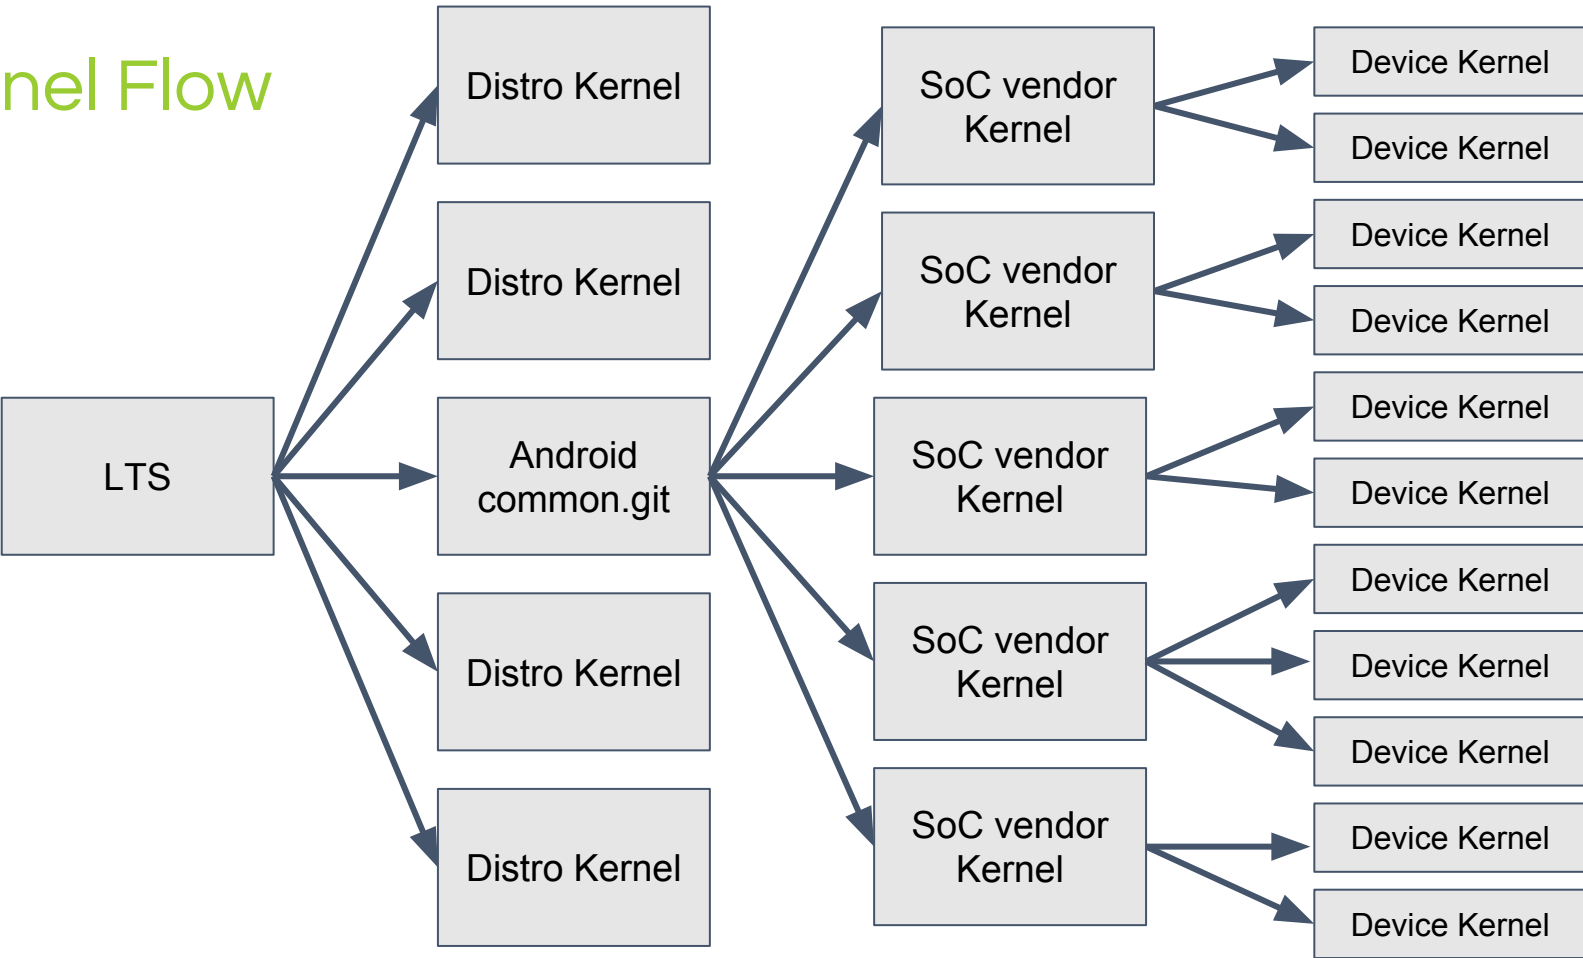 nel Flow
LTS
Distro Kernel
Distro Kernel
Android
common.git
Distro Kernel
Distro Kernel
SoC vendor
Kernel
SoC vendor
Kernel
SoC vendor
Kernel
SoC vendor
Kernel
SoC vendor
Kernel
Device Kernel
Device Kernel
Device Kernel
Device Kernel
Device Kernel
Device Kernel
Device Kernel
Device Kernel
Device Kernel
Device Kernel
Device Kernel